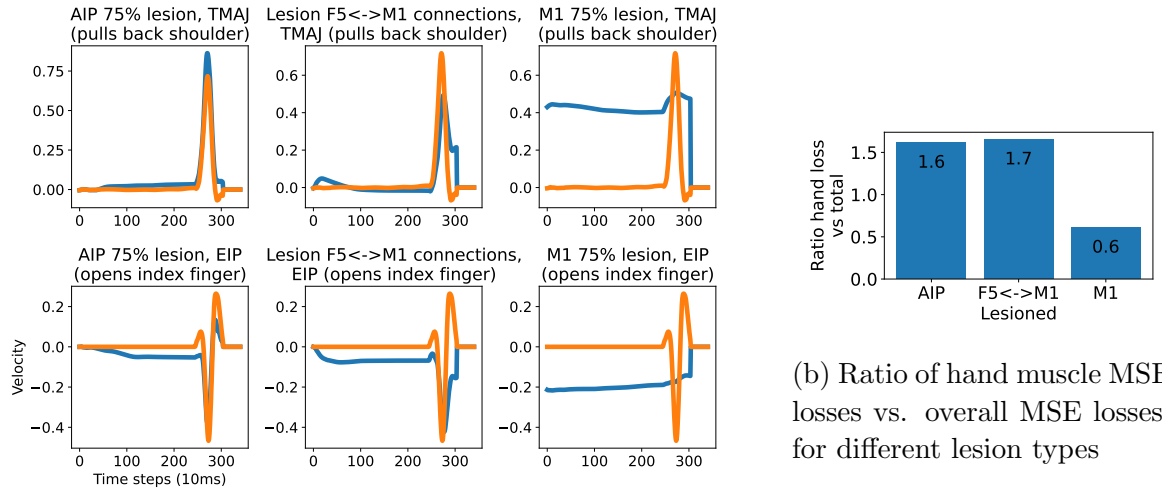 AIP 75% lesion, TMAJ
(pulls back shoulder)
Lesion F5<->M1 connections,
TMAJ (pulls back shoulder)
M1 75% lesion, TMAJ
(pulls back shoulder)
0.75
0.50
0.25
0.00
0 100 200 300
0.6
0.4
0.2
0.0
0 100 200 300
0.6
0.4
0.2
0.0
0 100 200 300
AIP 75% lesion, EIP
(opens index finger)
Lesion F5<->M1 connections,
EIP (opens index finger)
M1 75% lesion, EIP
(opens index finger)
Velocity
0.2
0.0
−0.2
−0.4
0 100 200 300
Time steps (10ms)
0.2
0.0
−0.2
−0.4
0 100 200 300
0.2
0.0
−0.2
−0.4
0 100 200 300
Ratio hand loss
vs total
1.5
1.0
0.5
0.0
1.6
1.7
0.6
AIP F5<->M1 M1
Lesioned
(b) Ratio of hand muscle MSE
losses vs. overall MSE losses
for different lesion types